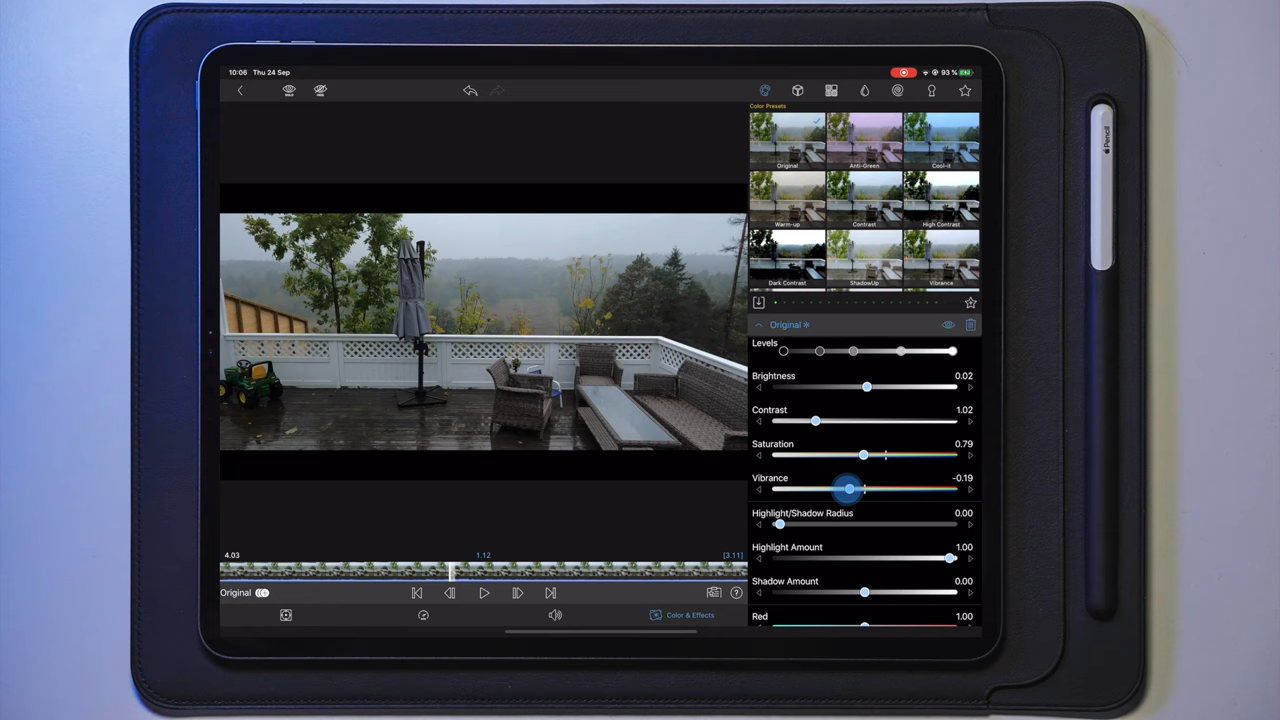 10:06 Thu 24 Sep
93 %
HOLD
HIDE
Color Presets
Original
Anti-Green
Cool-it
Warm-up
Contrast
High Contrast
Dark Contrast
ShadowUp
Vibrance
Original
Levels
Brightness 0.02
Contrast 1.02
Saturation 0.79
Vibrance -0.19
Highlight/Shadow Radius 0.00
Highlight Amount 1.00
Shadow Amount 0.00
Red 1.00
4.03 1.12 [3.11]
Original
Color & Effects
Pencil